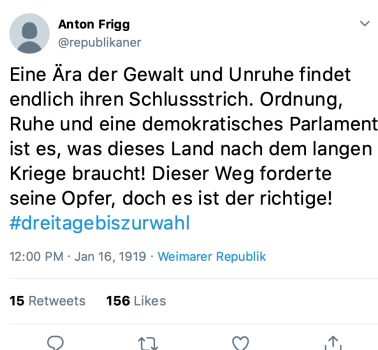 Anton Frigg
@republikaner
Eine Ära der Gewalt und Unruhe findet
endlich ihren Schlussstrich. Ordnung,
Ruhe und eine demokratisches Parlament
ist es, was dieses Land nach dem langen
Kriege braucht! Dieser Weg forderte
seine Opfer, doch es ist der richtige!
#dreitagebiszurwahl
12:00 PM · Jan 16, 1919 · Weimarer Republik
15 Retweets 156 Likes